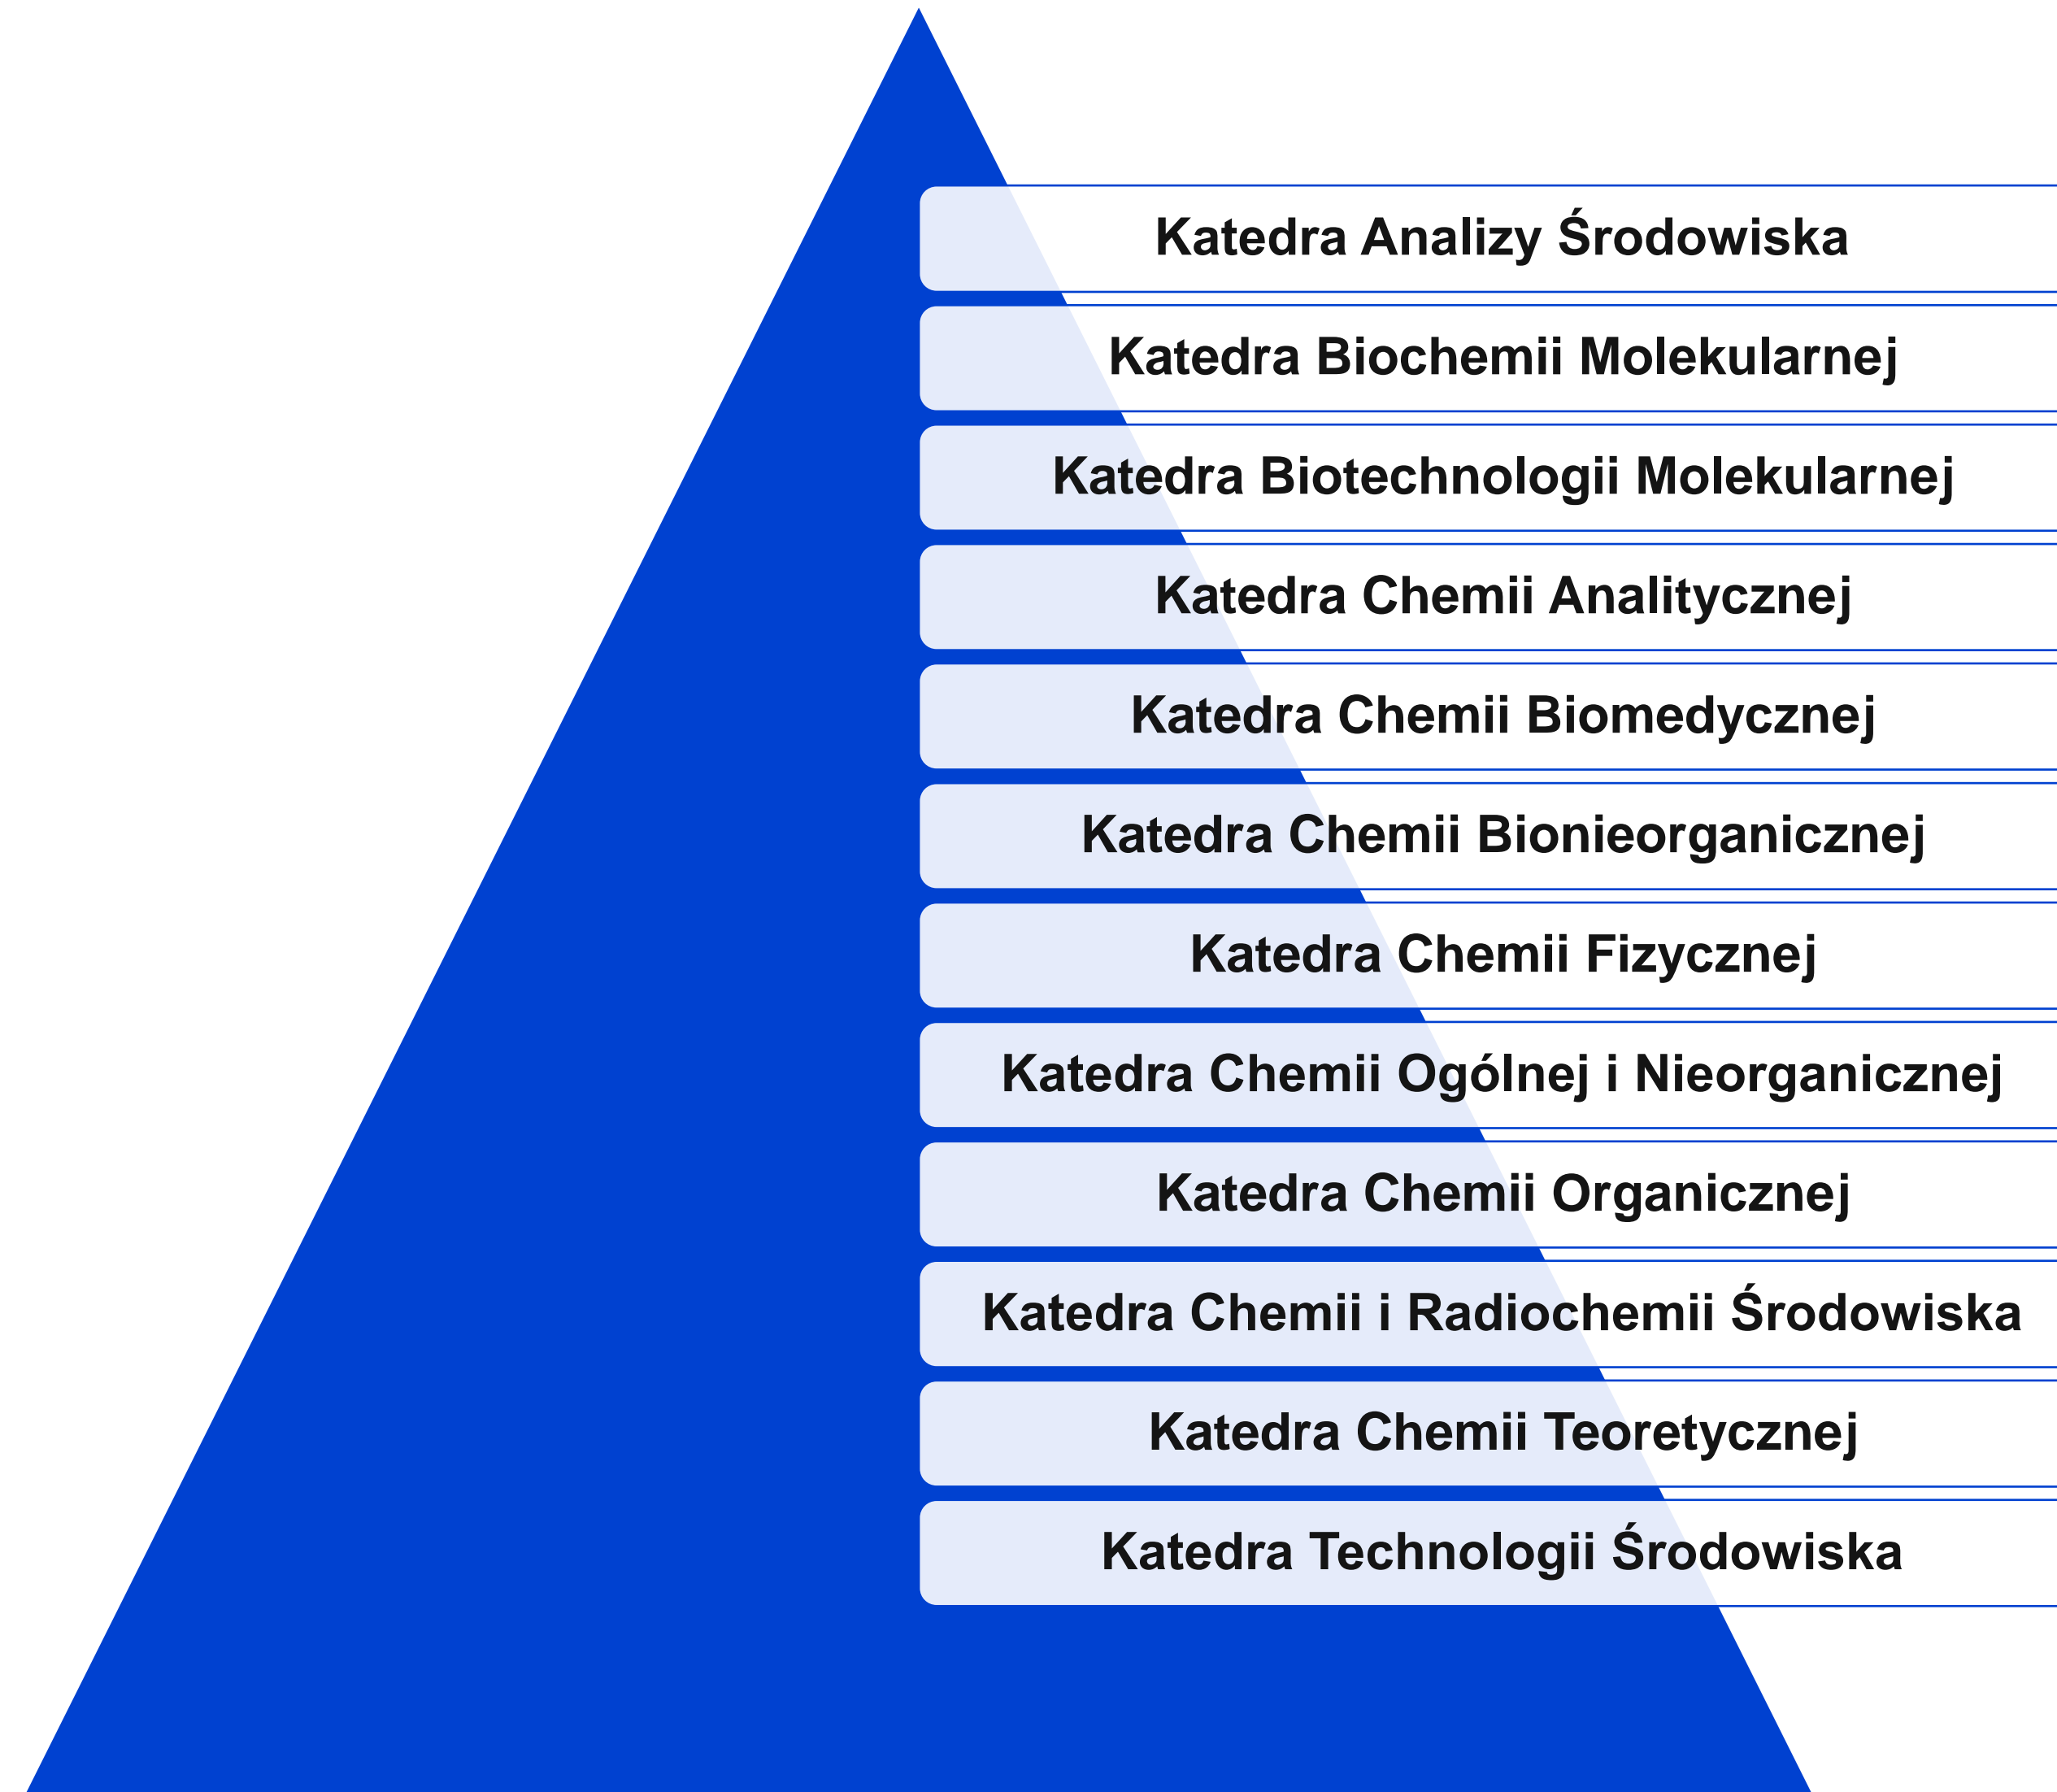 Katedra Analizy Środowiska
Katedra Biochemii Molekularnej
Katedra Biotechnologii Molekularnej
Katedra Chemii Analitycznej
Katedra Chemii Biomedycznej
Katedra Chemii Bionieorganicznej
Katedra Chemii Fizycznej
Katedra Chemii Ogólnej i Nieorganicznej
Katedra Chemii Organicznej
Katedra Chemii i Radiochemii Środowiska
Katedra Chemii Teoretycznej
Katedra Technologii Środowiska